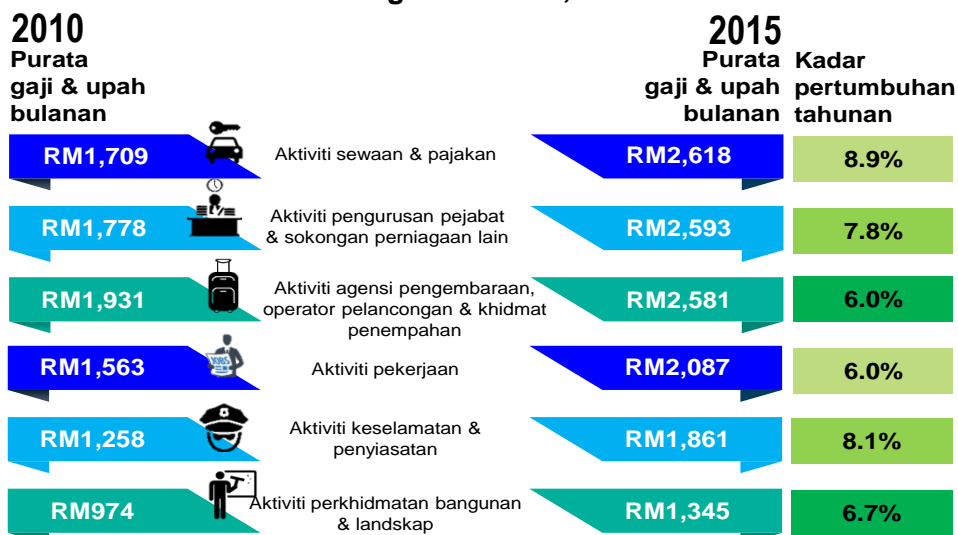 2010
Purata
gaji & upah
bulanan
2015
Purata
gaji & upah
bulanan
Kadar
pertumbuhan
tahunan
RM1,709
Aktiviti sewaan & pajakan
RM2,618
8.9%
RM1,778
Aktiviti pengurusan pejabat
& sokongan perniagaan lain
RM2,593
7.8%
RM1,931
Aktiviti agensi pengembaraan,
operator pelancongan & khidmat
penempahan
RM2,581
6.0%
RM1,563
JOBS
Aktiviti pekerjaan
RM2,087
6.0%
RM1,258
Aktiviti keselamatan &
penyiasatan
RM1,861
8.1%
RM974
Aktiviti perkhidmatan bangunan
& landskap
RM1,345
6.7%